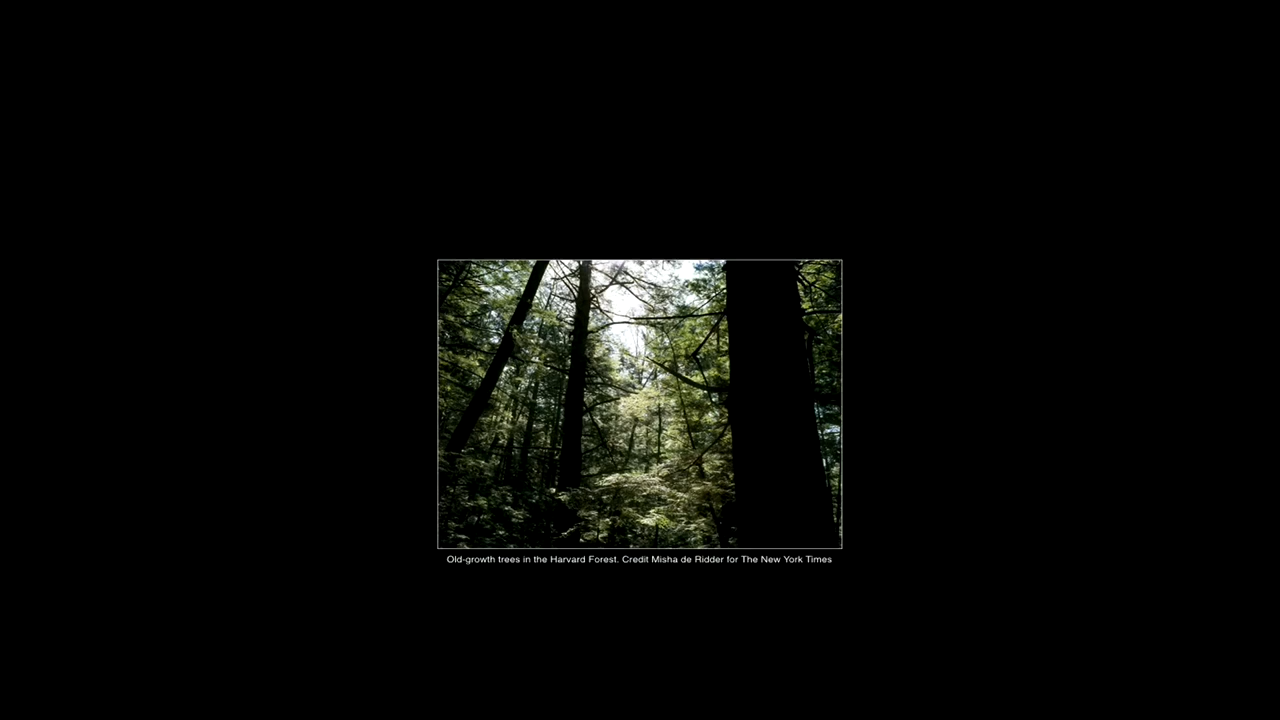 Old-growth trees in the Harvard Forest. Credit Misha de Ridder for The New York Times